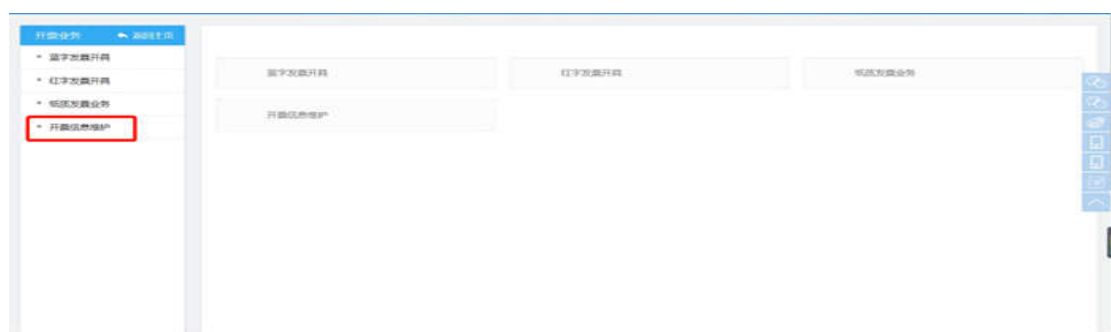 开票业务 返回主页
蓝字发票开具
红字发票开具
纸质发票业务
开票信息维护
蓝字发票开具 红字发票开具 纸质发票业务
开票信息维护